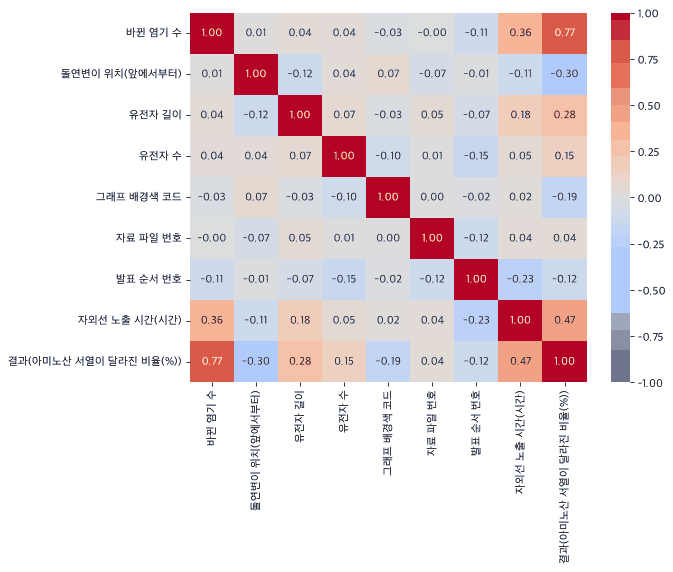 바뀐 염기 수 1.00 0.01 0.04 0.04 -0.03 -0.00 -0.11 0.36 0.77
돌연변이 위치(앞에서부터) 0.01 1.00 -0.12 0.04 0.07 -0.07 -0.01 -0.11 -0.30
유전자 길이 0.04 -0.12 1.00 0.07 -0.03 0.05 -0.07 0.18 0.28
유전자 수 0.04 0.04 0.07 1.00 -0.10 0.01 -0.15 0.05 0.15
그래프 배경색 코드 -0.03 0.07 -0.03 -0.10 1.00 0.00 -0.02 0.02 -0.19
자료 파일 번호 -0.00 -0.07 0.05 0.01 0.00 1.00 -0.12 0.04 0.04
발표 순서 번호 -0.11 -0.01 -0.07 -0.15 -0.02 -0.12 1.00 -0.23 -0.12
자외선 노출 시간(시간) 0.36 -0.11 0.18 0.05 0.02 0.04 -0.23 1.00 0.47
결과(아미노산 서열이 달라진 비율(%)) 0.77 -0.30 0.28 0.15 -0.19 0.04 -0.12 0.47 1.00
바뀐 염기 수
돌연변이 위치(앞에서부터)
유전자 길이
유전자 수
그래프 배경색 코드
자료 파일 번호
발표 순서 번호
자외선 노출 시간(시간)
결과(아미노산 서열이 달라진 비율(%))
1.00
0.75
0.50
0.25
0.00
-0.25
-0.50
-0.75
-1.00